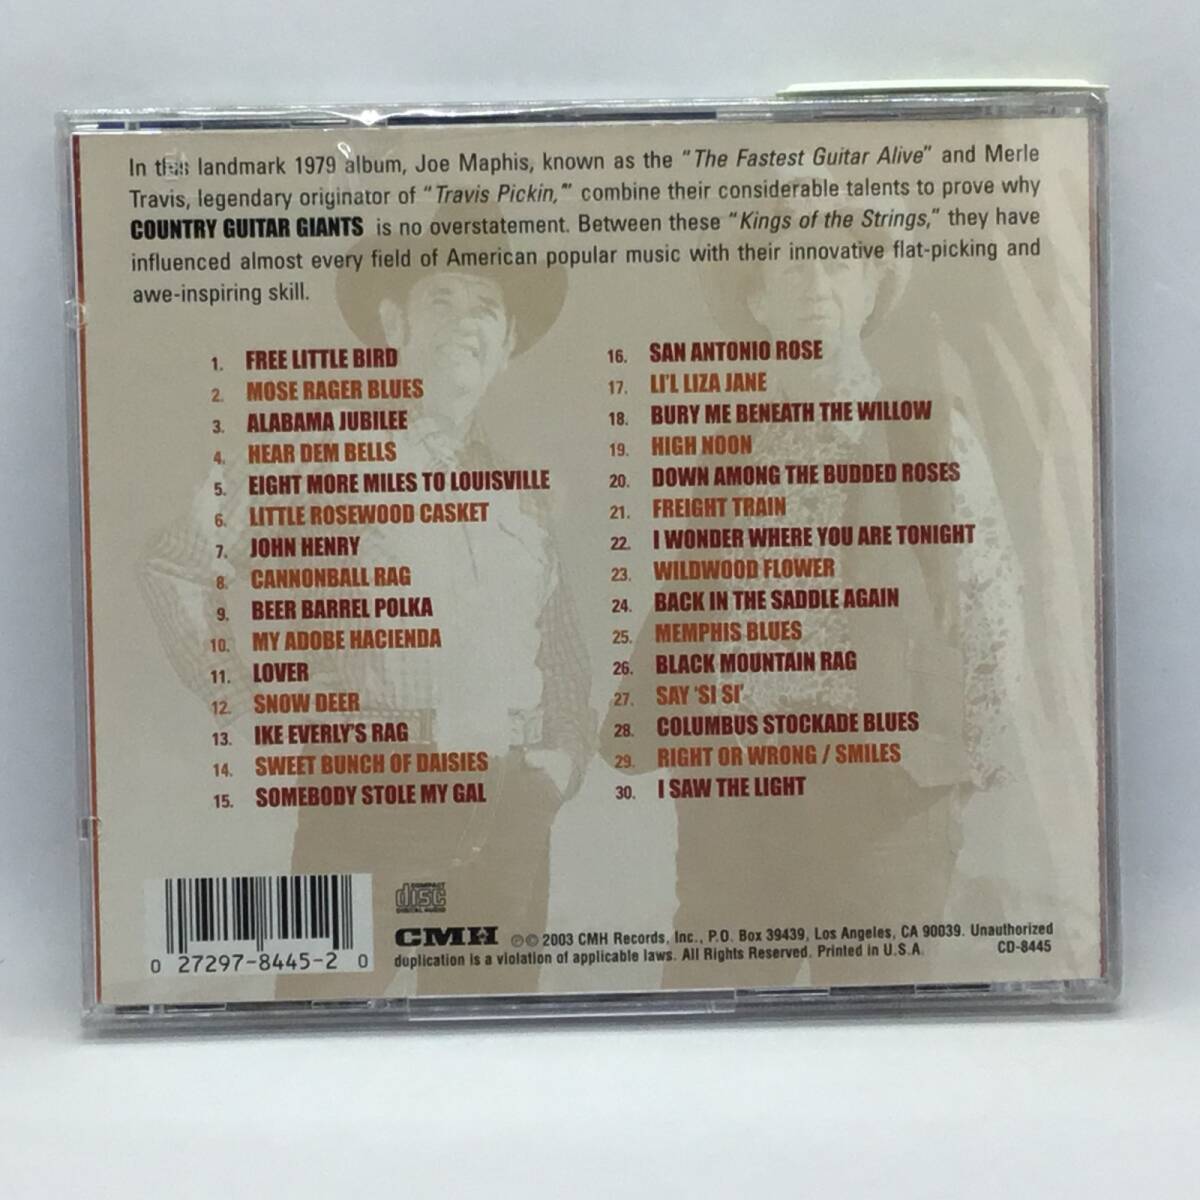 In this landmark 1979 album, Joe Maphis, known as the "The Fastest Guitar Alive" and Merle
Travis, legendary originator of "Travis Pickin,'" combine their considerable talents to prove why
COUNTRY GUITAR GIANTS is no overstatement. Between these "Kings of the Strings," they have
influenced almost every field of American popular music with their innovative flat-picking and
awe-inspiring skill.
1. FREE LITTLE BIRD
2. MOSE RAGER BLUES
3. ALABAMA JUBILEE
4. HEAR DEM BELLS
5. EIGHT MORE MILES TO LOUISVILLE
6. LITTLE ROSEWOOD CASKET
7. JOHN HENRY
8. CANNONBALL RAG
9. BEER BARREL POLKA
10. MY ADOBE HACIENDA
11. LOVER
12. SNOW DEER
13. IKE EVERLY'S RAG
14. SWEET BUNCH OF DAISIES
15. SOMEBODY STOLE MY GAL
16. SAN ANTONIO ROSE
17. LI'L LIZA JANE
18. BURY ME BENEATH THE WILLOW
19. HIGH NOON
20. DOWN AMONG THE BUDDED ROSES
21. FREIGHT TRAIN
22. I WONDER WHERE YOU ARE TONIGHT
23. WILDWOOD FLOWER
24. BACK IN THE SADDLE AGAIN
25. MEMPHIS BLUES
26. BLACK MOUNTAIN RAG
27. SAY 'SI SI'
28. COLUMBUS STOCKADE BLUES
29. RIGHT OR WRONG / SMILES
30. I SAW THE LIGHT
0 27297-8445-2 0
COMPACT
disc
DIGITAL AUDIO
CMH ℗© 2003 CMH Records, Inc., P.O. Box 39439, Los Angeles, CA 90039. Unauthorized
duplication is a violation of applicable laws. All Rights Reserved. Printed in U.S.A. CD-8445